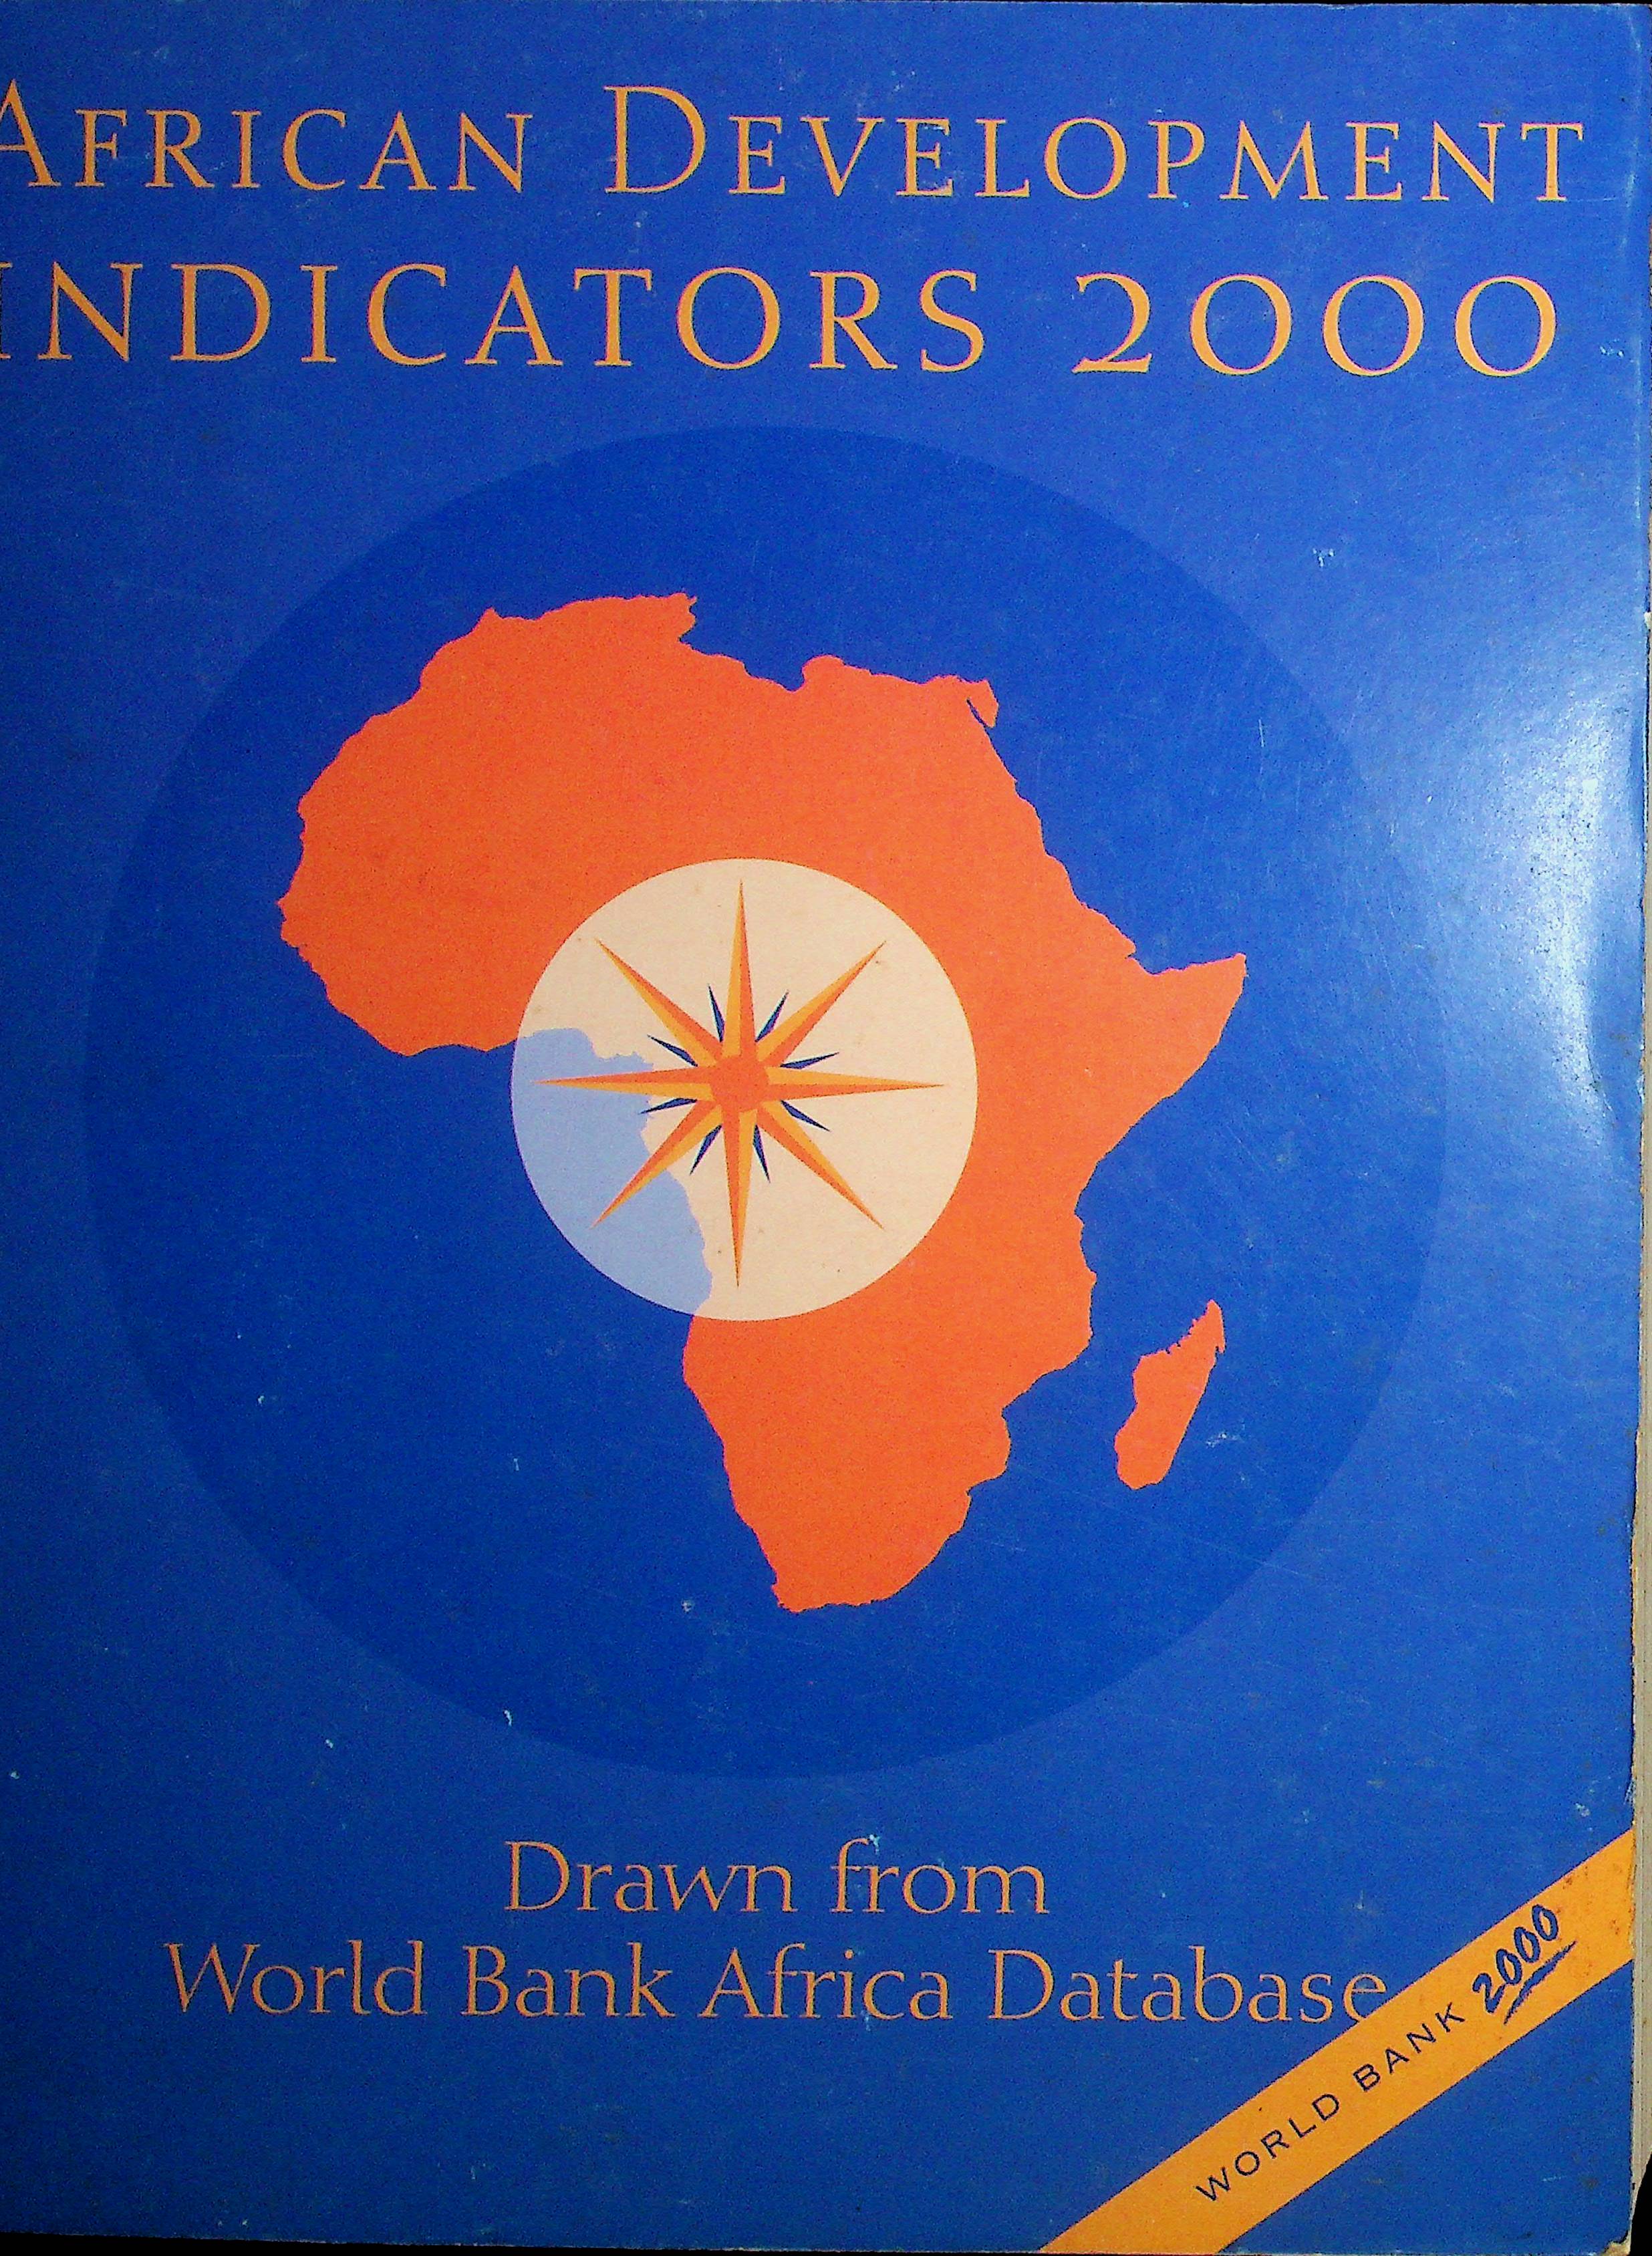 AFRICAN DEVELOPMENT
INDICATORS 2000
Drawn from
World Bank Africa Database
WORLD BANK 2000